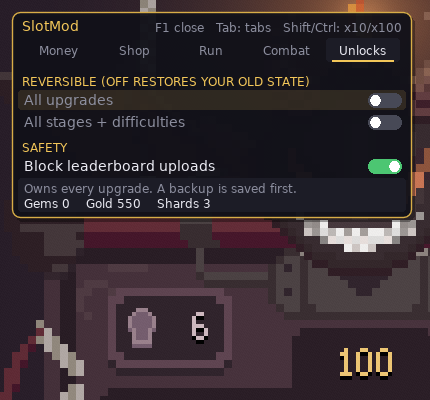 SlotMod F1 close Tab: tabs Shift/Ctrl: x10/x100
Money Shop Run Combat Unlocks
REVERSIBLE (OFF RESTORES YOUR OLD STATE)
All upgrades
All stages + difficulties
SAFETY
Block leaderboard uploads
Owns every upgrade. A backup is saved first.
Gems 0 Gold 550 Shards 3
6
100